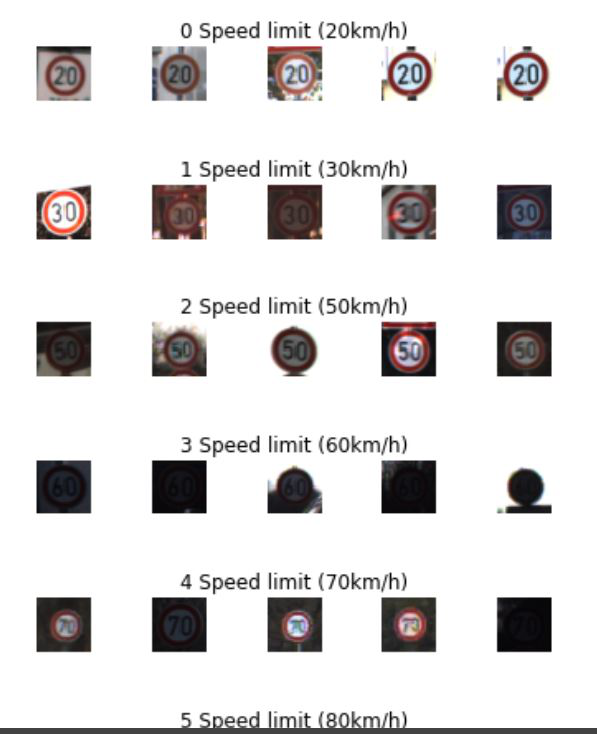 0 Speed limit (20km/h)
20 20 20 20 20
1 Speed limit (30km/h)
30 30 30 30 30
2 Speed limit (50km/h)
50 50 50 50 50
3 Speed limit (60km/h)
60 60 60 60
4 Speed limit (70km/h)
70 70 70 70 70
5 Speed limit (80km/h)